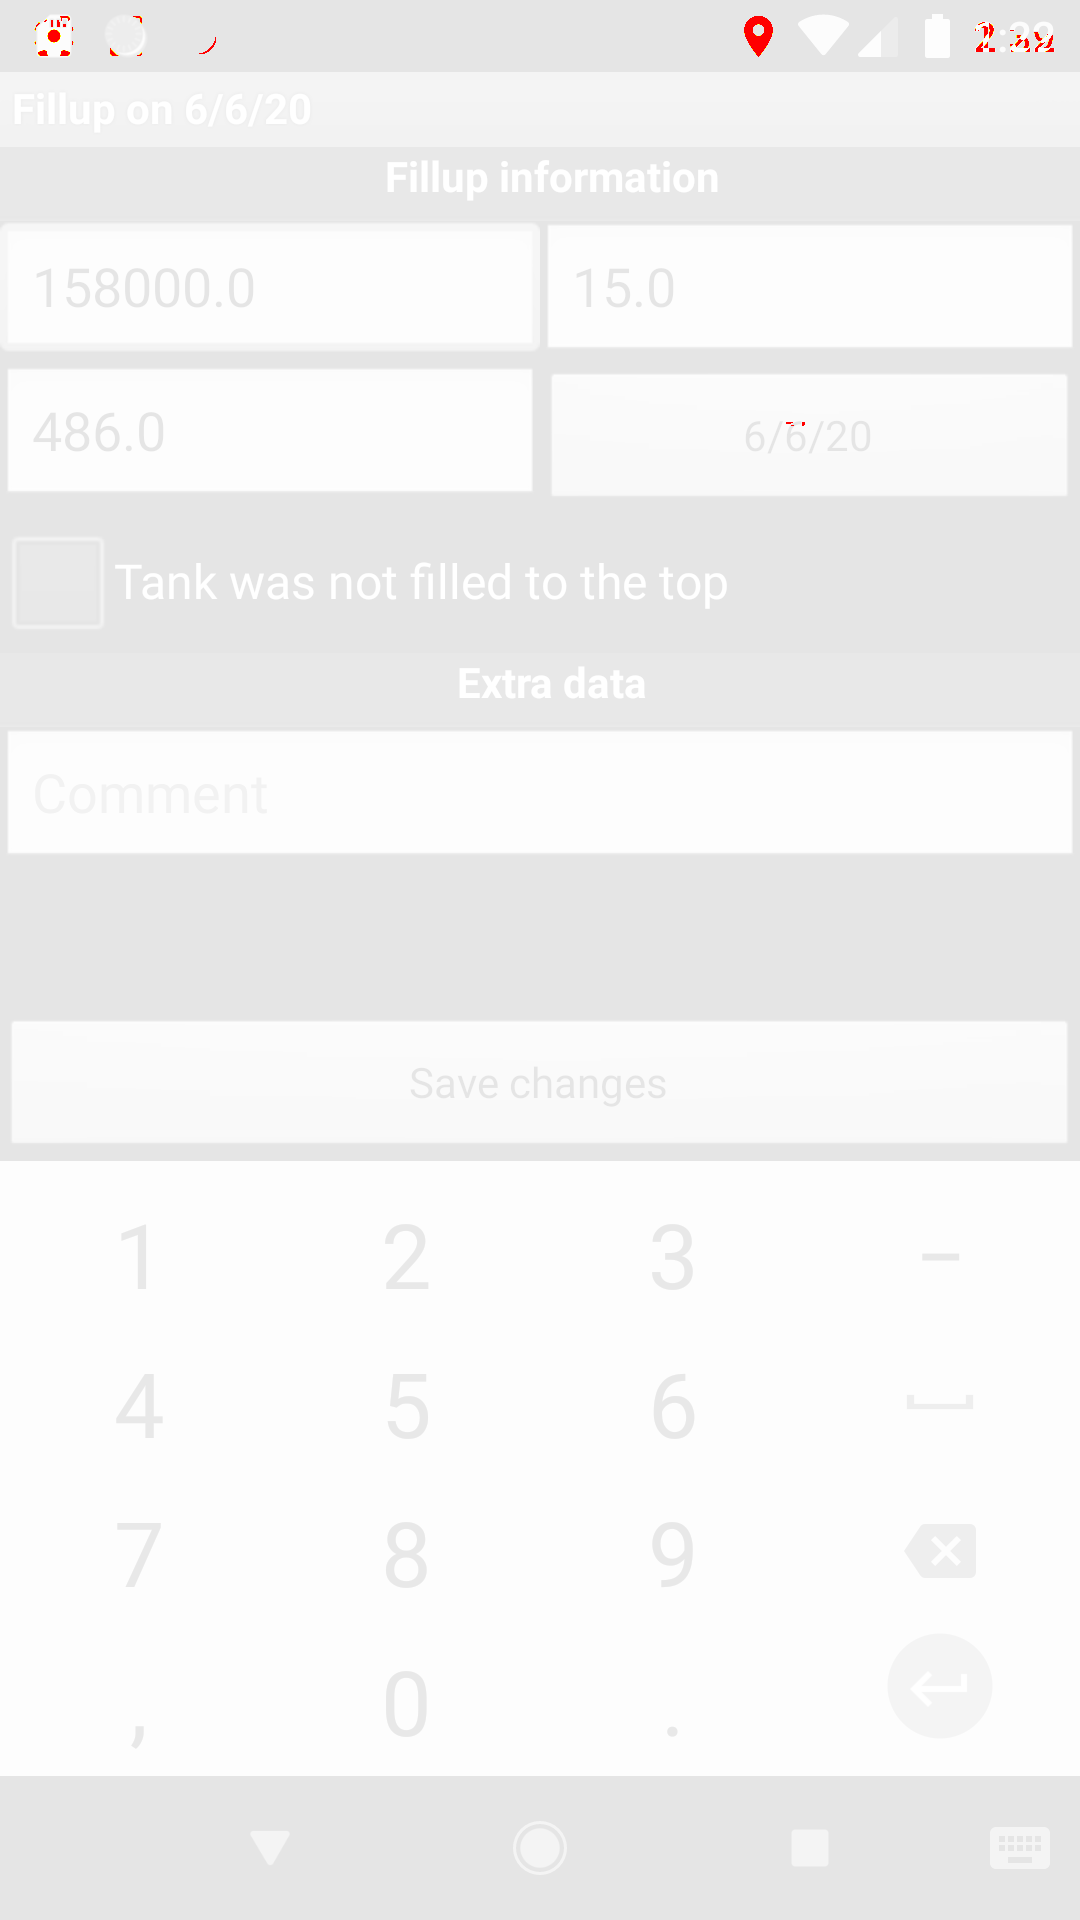 Fillup on 6/6/20
Fillup information
158000.0 15.0
486.0 6/6/20
Tank was not filled to the top
Extra data
Comment
Save changes
1 2 3 –
4 5 6
7 8 9
, 0 .